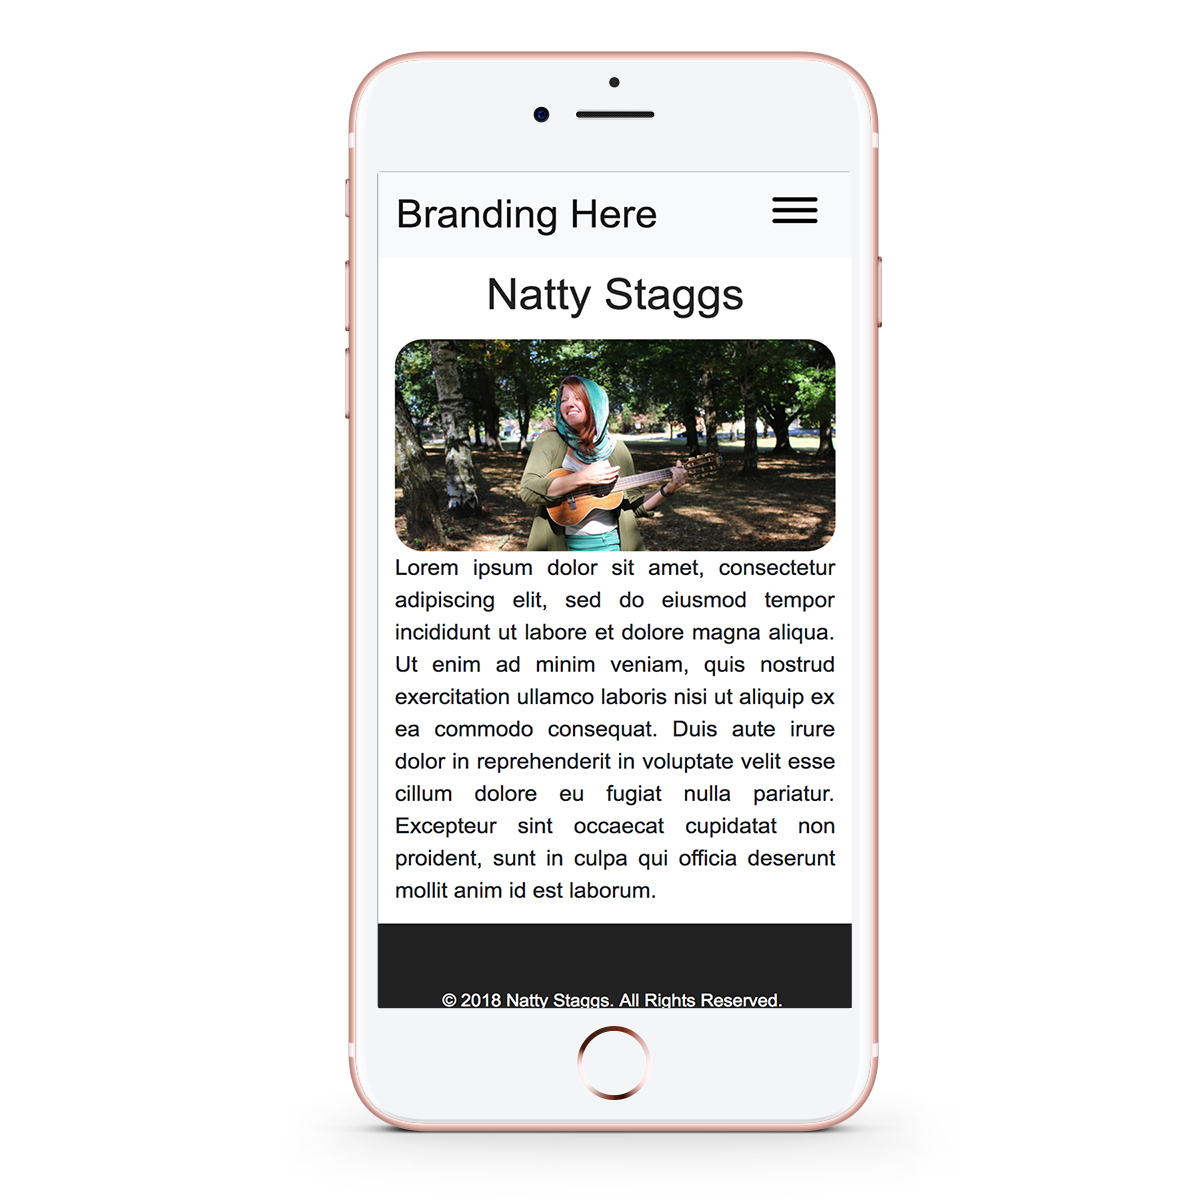 Branding Here
Natty Staggs
Lorem ipsum dolor sit amet, consectetur
adipiscing elit, sed do eiusmod tempor
incididunt ut labore et dolore magna aliqua.
Ut enim ad minim veniam, quis nostrud
exercitation ullamco laboris nisi ut aliquip ex
ea commodo consequat. Duis aute irure
dolor in reprehenderit in voluptate velit esse
cillum dolore eu fugiat nulla pariatur.
Excepteur sint occaecat cupidatat non
proident, sunt in culpa qui officia deserunt
mollit anim id est laborum.
© 2018 Natty Staggs. All Rights Reserved.